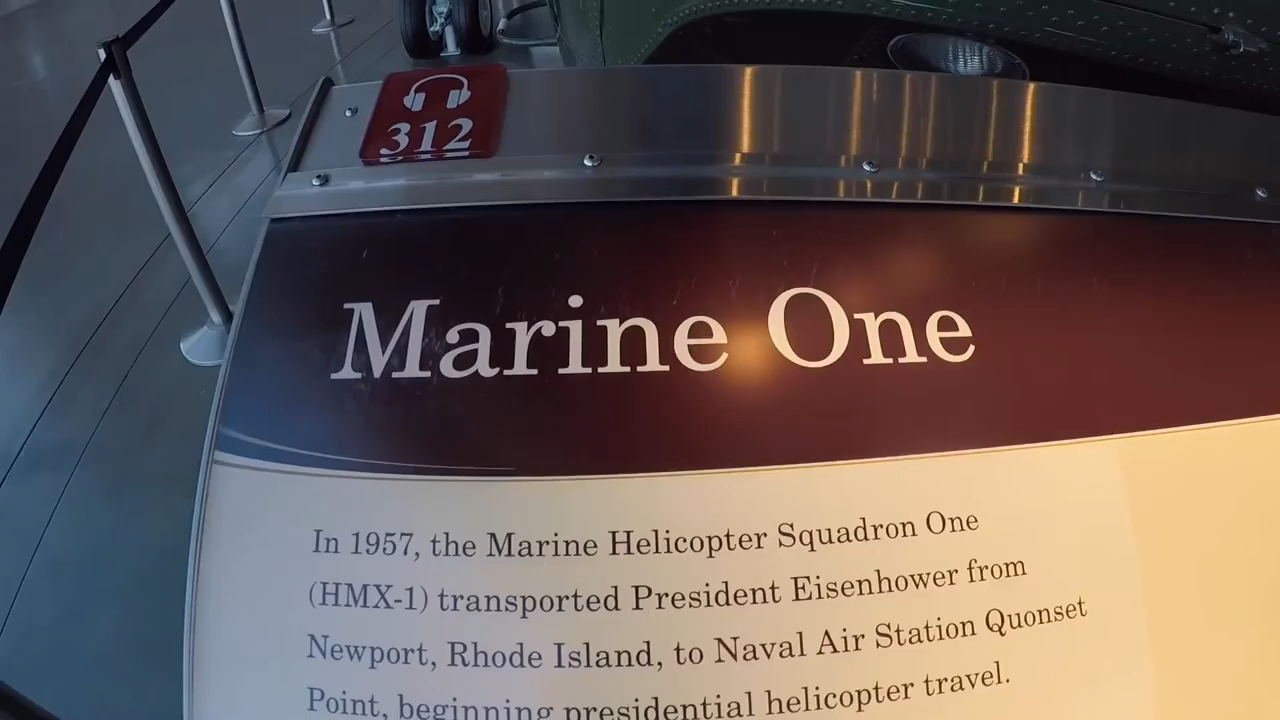 312
Marine One
In 1957, the Marine Helicopter Squadron One
(HMX-1) transported President Eisenhower from
Newport, Rhode Island, to Naval Air Station Quonset
Point, beginning presidential helicopter travel.